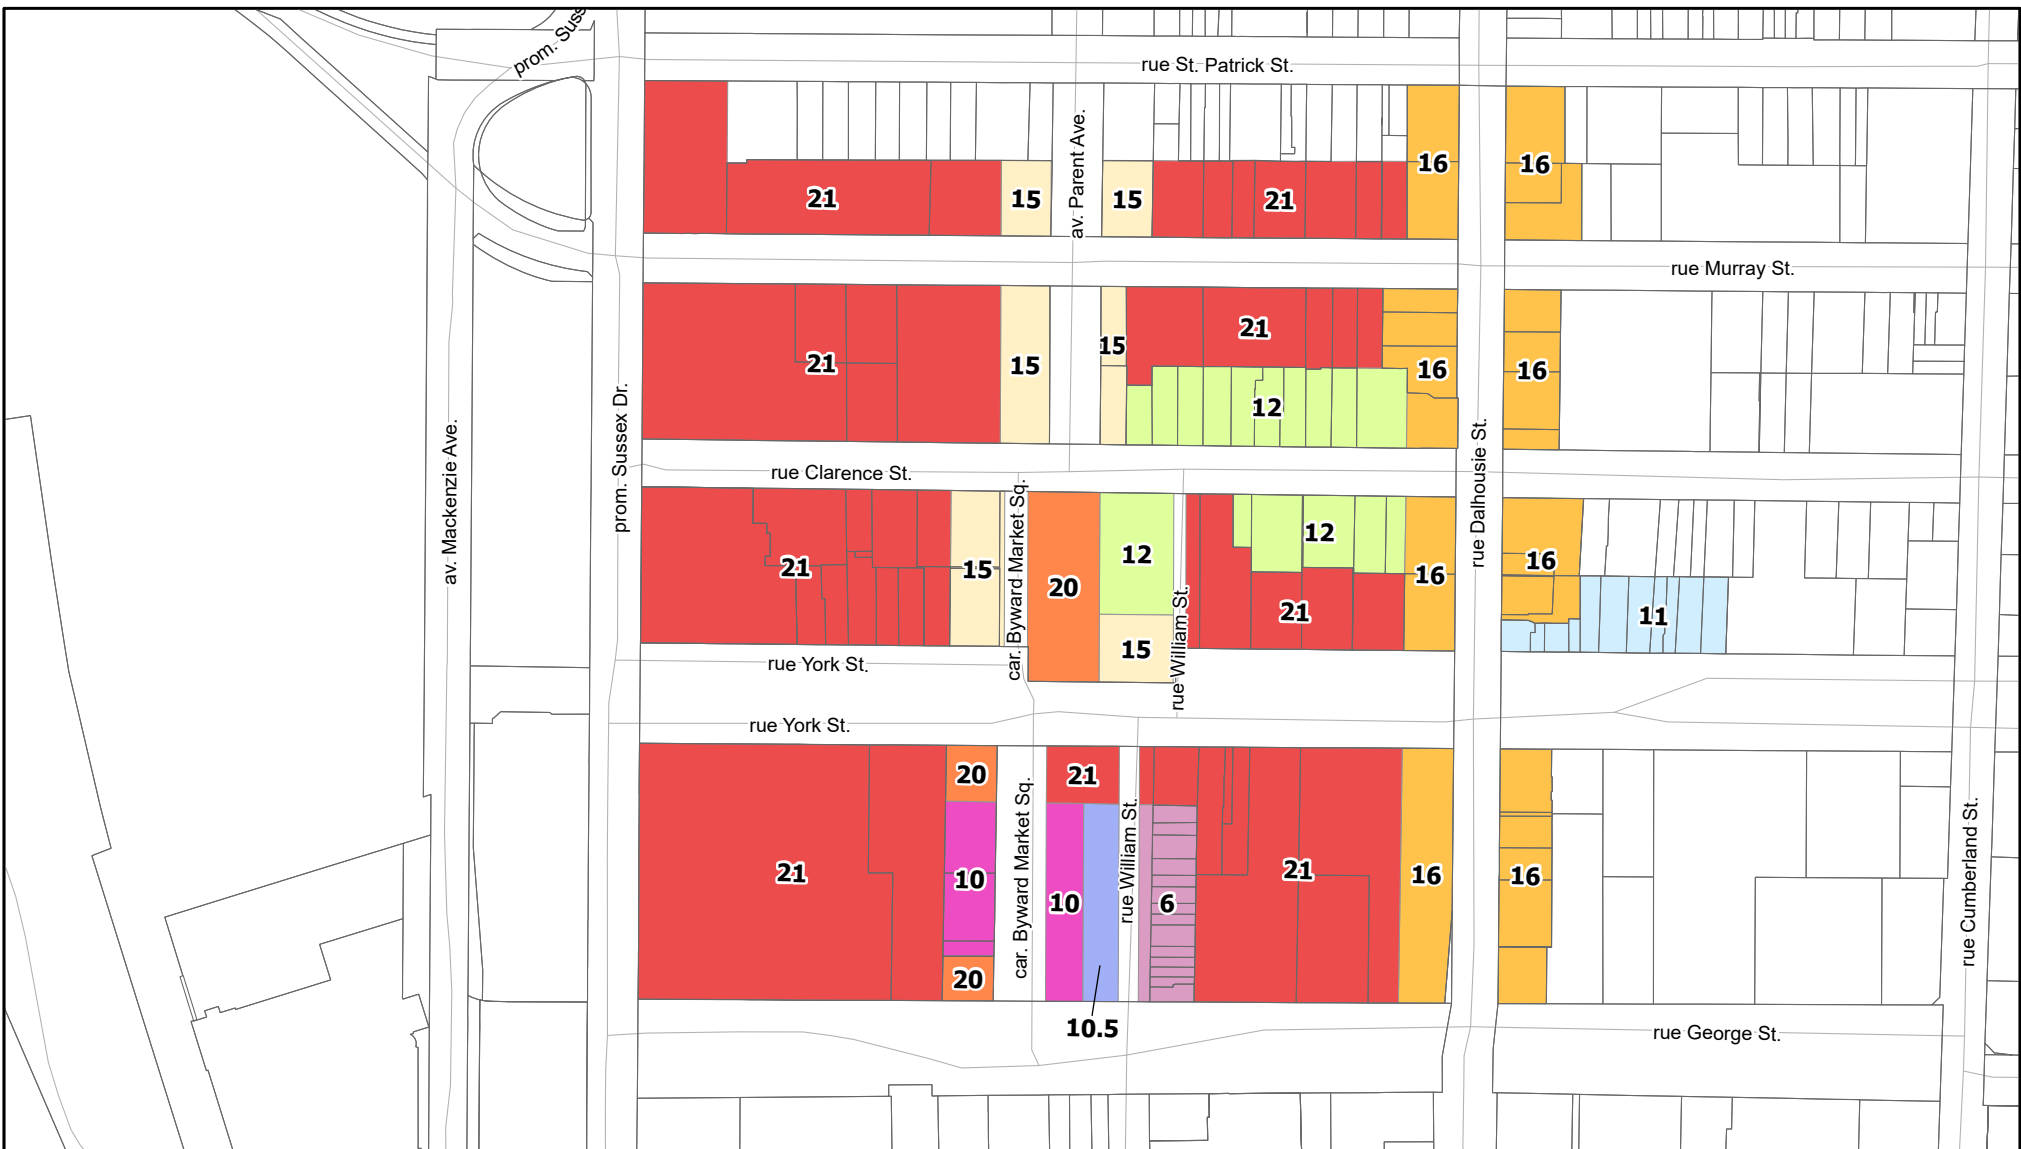 prom. Suss
rue St. Patrick St.
av. Parent Ave.
16
16
21
15
15
21
rue Murray St.
21
15
15
21
16
16
12
prom. Sussex Dr.
av. Mackenzie Ave.
rue Dalhousie St.
rue Clarence St.
car. Byward Market Sq.
21
15
20
12
15
rue William St.
12
21
16
16
11
rue York St.
rue York St.
20
21
21
10
20
car. Byward Market Sq.
10
10.5
rue William St.
6
21
16
16
rue Cumberland St.
rue George St.